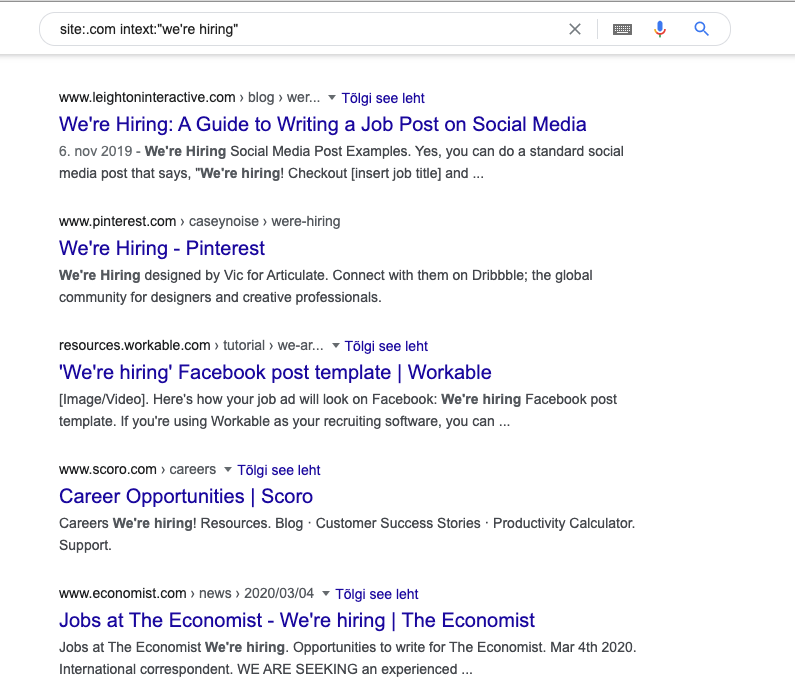 site:.com intext:"we're hiring"
www.leightoninteractive.com › blog › wer... Tõlgi see leht
We're Hiring: A Guide to Writing a Job Post on Social Media
6. nov 2019 - We're Hiring Social Media Post Examples. Yes, you can do a standard social
media post that says, "We're hiring! Checkout [insert job title] and ...
www.pinterest.com › caseynoise › were-hiring
We're Hiring - Pinterest
We're Hiring designed by Vic for Articulate. Connect with them on Dribbble; the global
community for designers and creative professionals.
resources.workable.com › tutorial › we-ar... Tõlgi see leht
'We're hiring' Facebook post template | Workable
[Image/Video]. Here's how your job ad will look on Facebook: We're hiring Facebook post
template. If you're using Workable as your recruiting software, you can ...
www.scoro.com › careers Tõlgi see leht
Career Opportunities | Scoro
Careers We're hiring! Resources. Blog · Customer Success Stories · Productivity Calculator.
Support.
www.economist.com › news › 2020/03/04 Tõlgi see leht
Jobs at The Economist - We're hiring | The Economist
Jobs at The Economist We're hiring. Opportunities to write for The Economist. Mar 4th 2020.
International correspondent. WE ARE SEEKING an experienced ...